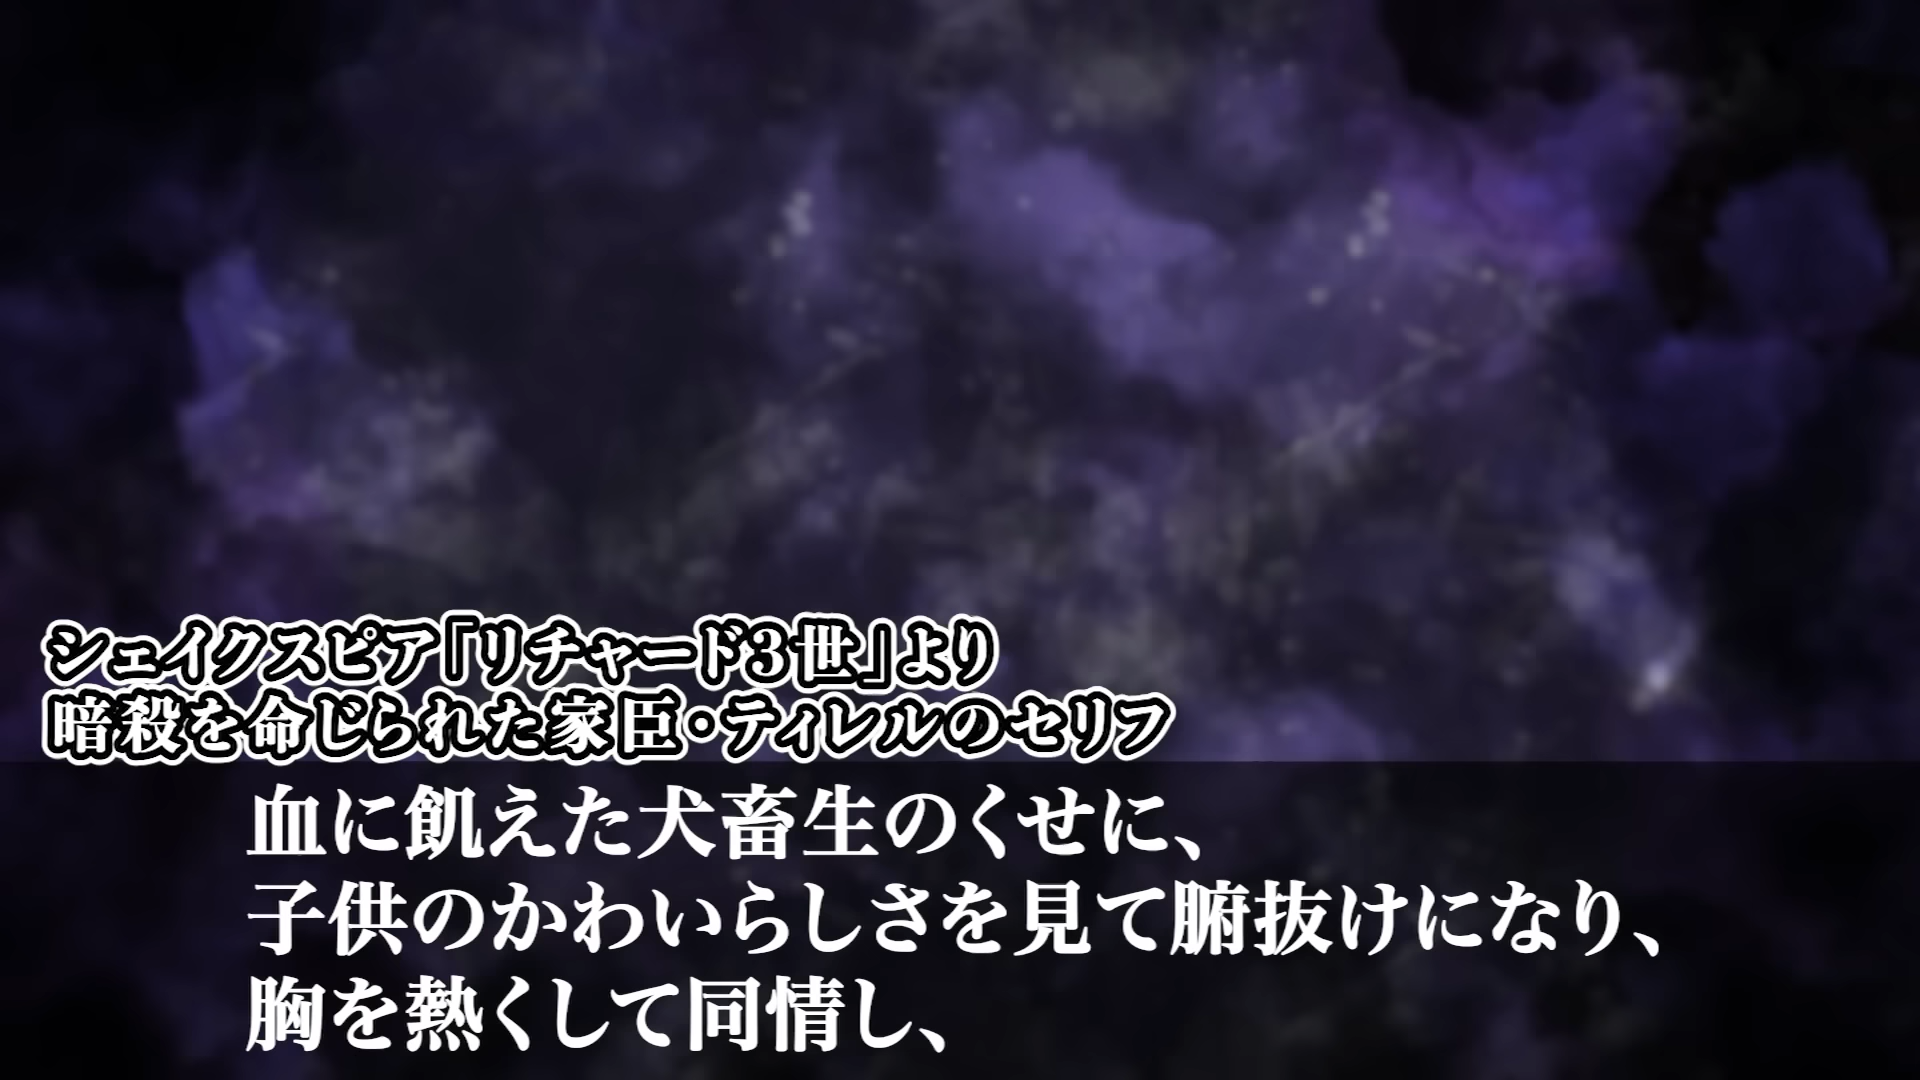 シェイクスピア「リチャード3世」より
暗殺を命じられた家臣・ティレルのセリフ
血に飢えた犬畜生のくせに、
子供のかわいらしさを見て腑抜けになり、
胸を熱くして同情し、